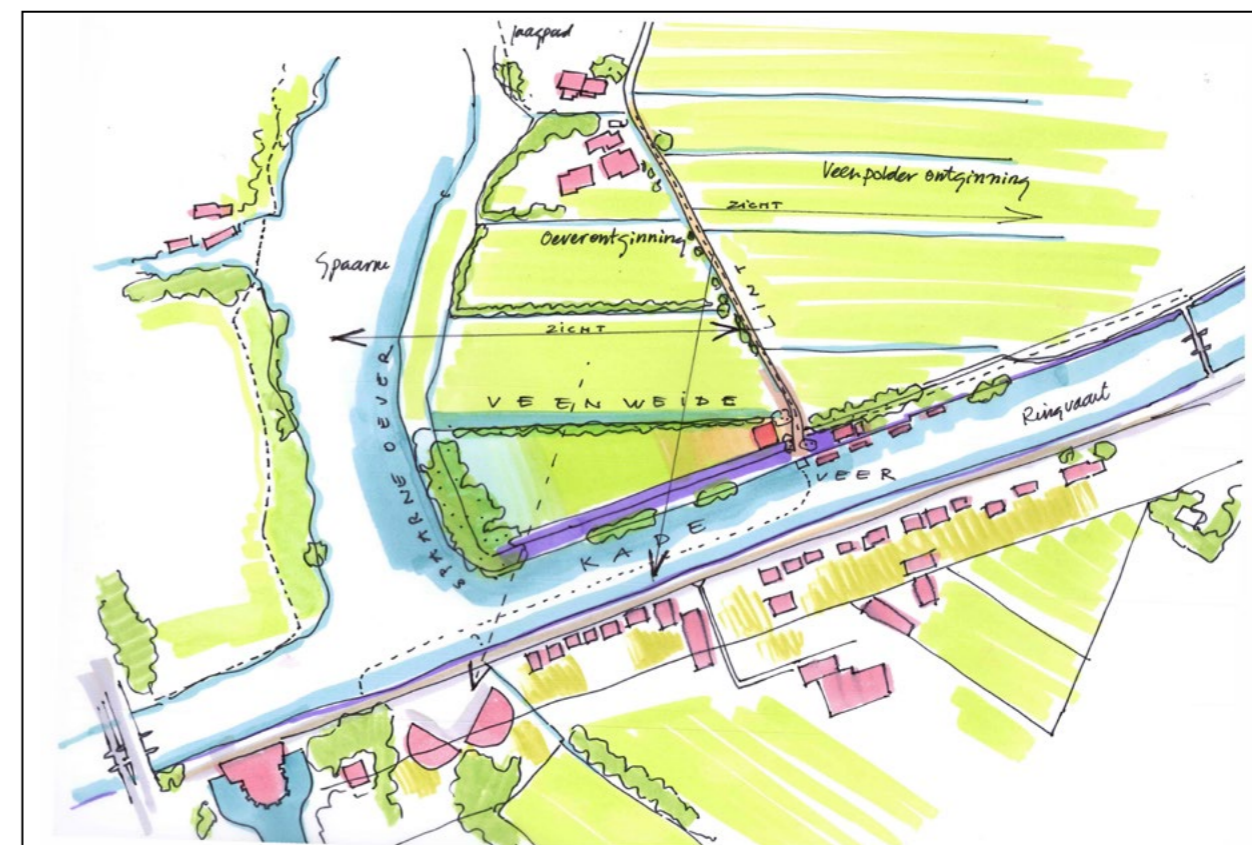 jaagpad
Veenpolder ontginning
ZICHT
Oeverontginning
Spaarne
LINT
ZICHT
SPAARNE OEVER
VEENWEIDE
Ringvaart
VEER
KADE